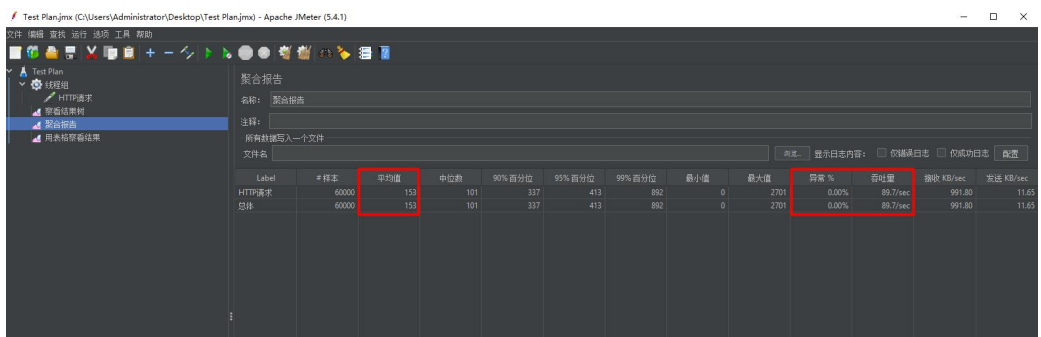 Test Plan.jmx (C:\Users\Administrator\Desktop\Test Plan.jmx) - Apache JMeter (5.4.1)
文件 编辑 查找 运行 选项 工具 帮助
Test Plan
线程组
HTTP请求
察看结果树
聚合报告
用表格察看结果
聚合报告
名称: 聚合报告
注释:
所有数据写入一个文件
文件名 浏览... 显示日志内容: 仅错误日志 仅成功日志 配置
Label # 样本 平均值 中位数 90% 百分位 95% 百分位 99% 百分位 最小值 最大值 异常 % 吞吐量 接收 KB/sec 发送 KB/sec
HTTP请求 60000 153 101 337 413 892 0 2701 0.00% 89.7/sec 991.80 11.65
总体 60000 153 101 337 413 892 0 2701 0.00% 89.7/sec 991.80 11.65